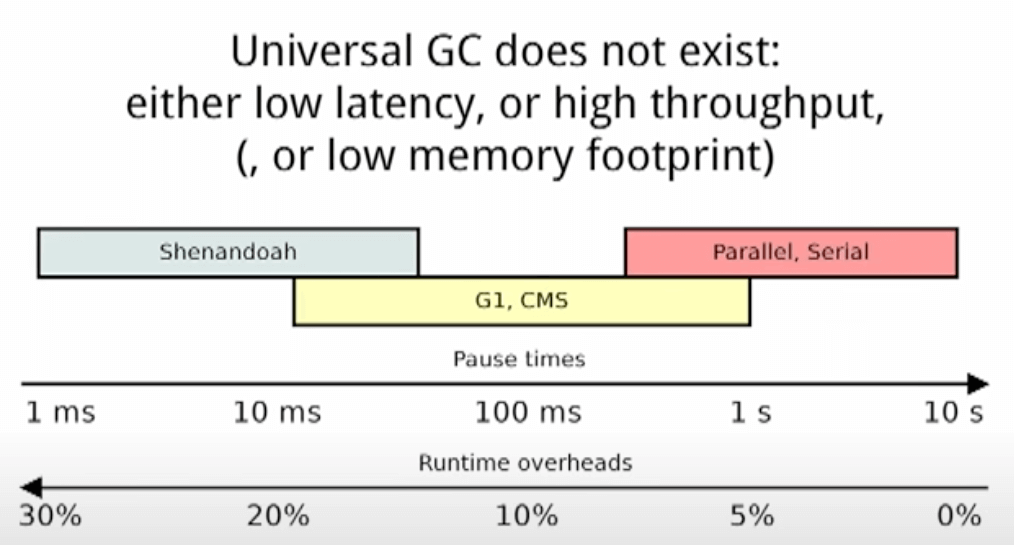 Universal GC does not exist:
either low latency, or high throughput,
(, or low memory footprint)
Shenandoah
Parallel, Serial
G1, CMS
Pause times
1 ms 10 ms 100 ms 1 s 10 s
Runtime overheads
30% 20% 10% 5% 0%